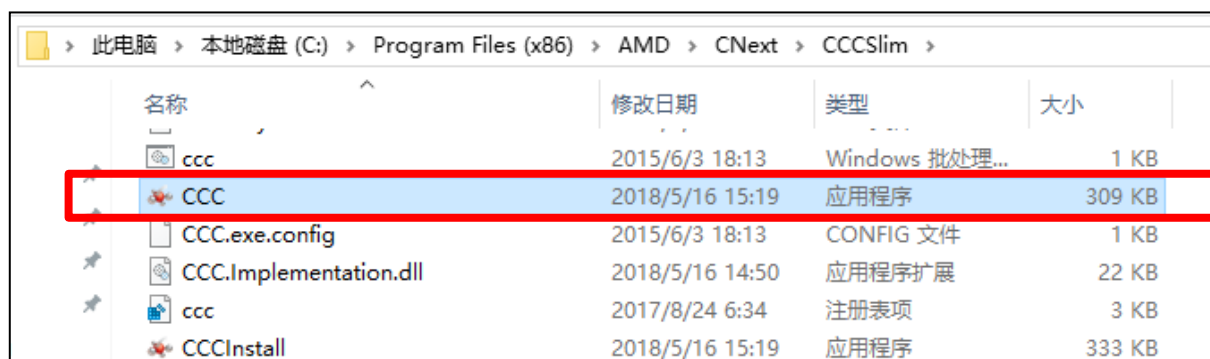 此电脑 > 本地磁盘 (C:) > Program Files (x86) > AMD > CNext > CCCSlim >
名称 修改日期 类型 大小
ccc 2015/6/3 18:13 Windows 批处理... 1 KB
CCC 2018/5/16 15:19 应用程序 309 KB
CCC.exe.config 2015/6/3 18:13 CONFIG 文件 1 KB
CCC.Implementation.dll 2018/5/16 14:50 应用程序扩展 22 KB
ccc 2017/8/24 6:34 注册表项 3 KB
CCCInstall 2018/5/16 15:19 应用程序 333 KB